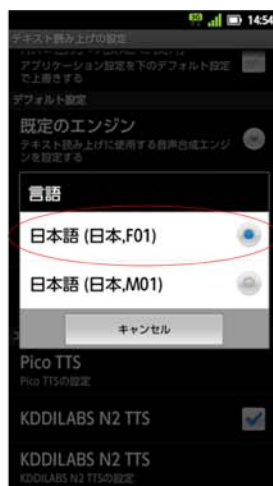 3G 14:54
テキスト読み上げの設定
アプリケーション設定を下のデフォルト設定
で上書きする
デフォルト設定
既定のエンジン
テキスト読み上げに使用する音声合成エンジ
ンを設定する
言語
日本語 (日本,F01)
日本語 (日本,M01)
キャンセル
Pico TTS
Pico TTSの設定
KDDILABS N2 TTS
KDDILABS N2 TTS
KDDILABS N2 TTSの設定